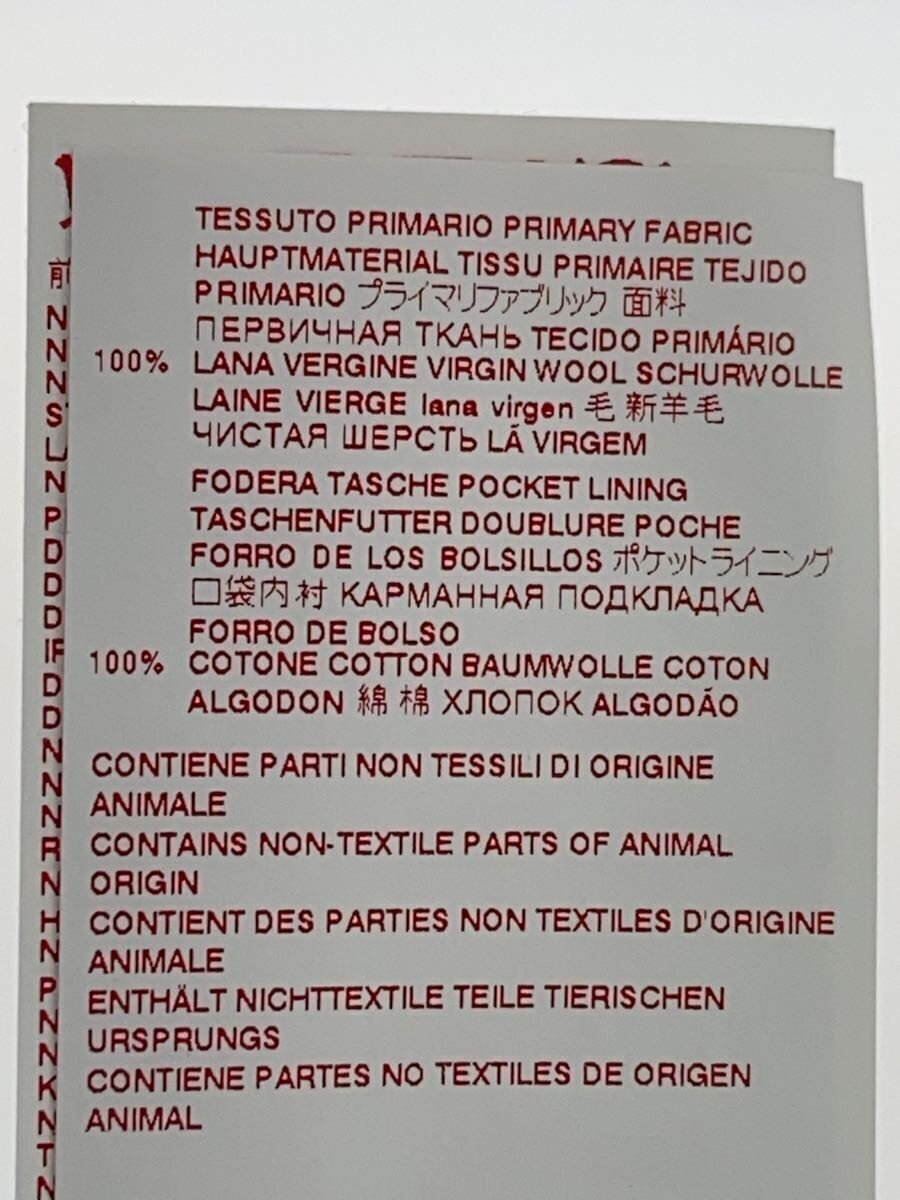 TESSUTO PRIMARIO PRIMARY FABRIC
HAUPTMATERIAL TISSU PRIMAIRE TEJIDO
PRIMARIO プライマリファブリック 面料
ПЕРВИЧНАЯ ТКАНЬ TECIDO PRIMÁRIO
100% LANA VERGINE VIRGIN WOOL SCHURWOLLE
LAINE VIERGE lana virgen 毛 新羊毛
ЧИСТАЯ ШЕРСТЬ LÃ VIRGEM
FODERA TASCHE POCKET LINING
TASCHENFUTTER DOUBLURE POCHE
FORRO DE LOS BOLSILLOS ポケットライニング
口袋内衬 КАРМАННАЯ ПОДКЛАДКА
FORRO DE BOLSO
100% COTONE COTTON BAUMWOLLE COTON
ALGODON 綿 棉 ХЛОПОК ALGODÃO
CONTIENE PARTI NON TESSILI DI ORIGINE
ANIMALE
CONTAINS NON-TEXTILE PARTS OF ANIMAL
ORIGIN
CONTIENT DES PARTIES NON TEXTILES D'ORIGINE
ANIMALE
ENTHÄLT NICHTTEXTILE TEILE TIERISCHEN
URSPRUNGS
CONTIENE PARTES NO TEXTILES DE ORIGEN
ANIMAL